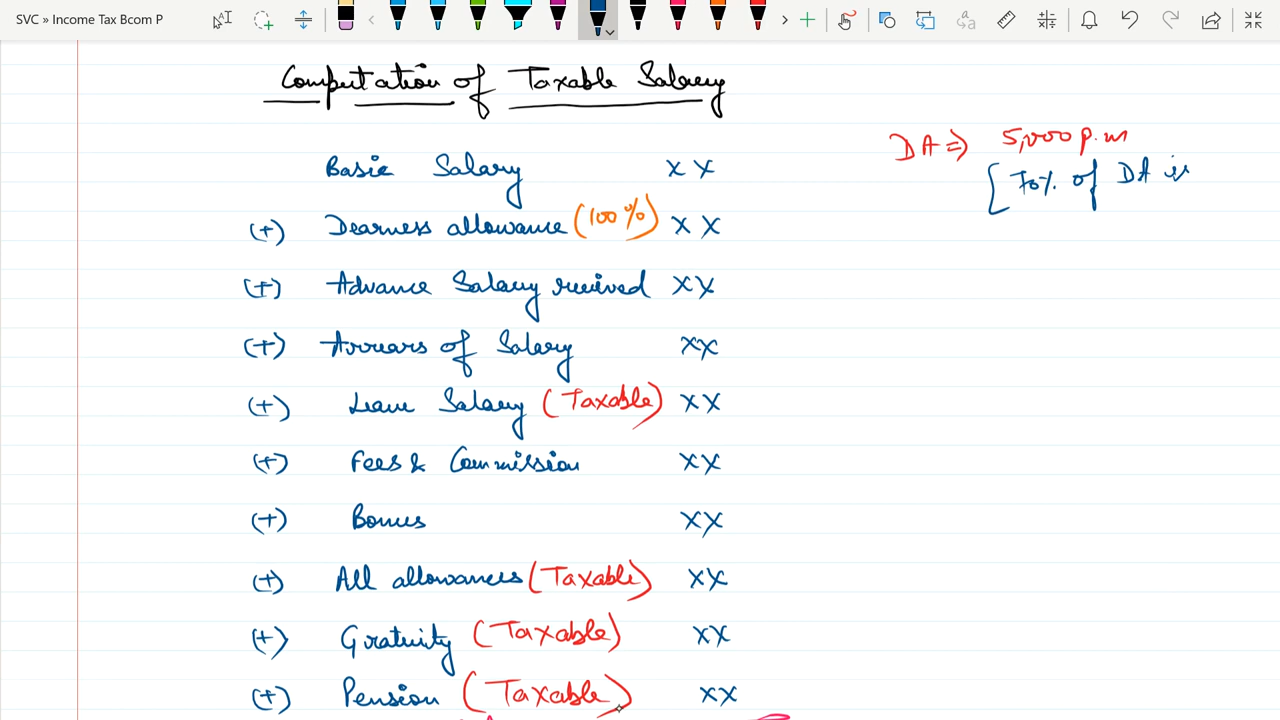 SVC » Income Tax Bcom P
Computation of Taxable Salary
DA ⇒ 5,000 p.m
[70% of DA is
Basic Salary XX
(+) Dearness allowance (100%) XX
(+) Advance Salary received XX
(+) Arrears of Salary XX
(+) Leave Salary (Taxable) XX
(+) Fees & Commission XX
(+) Bonus XX
(+) All allowances (Taxable) XX
(+) Gratuity (Taxable) XX
(+) Pension (Taxable) XX